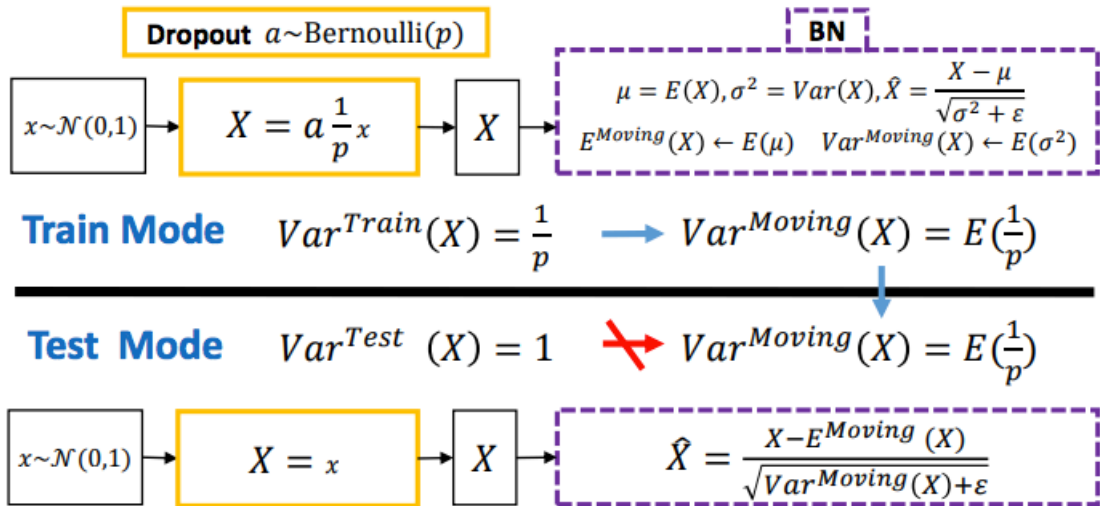 Dropout a~Bernoulli(p)
BN
x~𝒩(0,1)
X = a 1/p x
X
μ = E(X), σ² = Var(X), X̂ = (X − μ)/√(σ² + ε)
E^Moving(X) ← E(μ) Var^Moving(X) ← E(σ²)
Train Mode Var^Train(X) = 1/p Var^Moving(X) = E(1/p)
Test Mode Var^Test (X) = 1 Var^Moving(X) = E(1/p)
x~𝒩(0,1)
X = x
X
X̂ = (X−E^Moving (X))/√(Var^Moving(X)+ε)